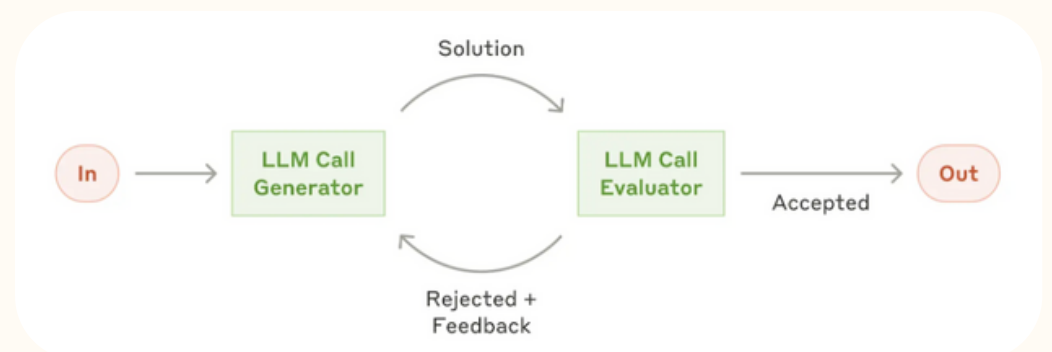 Solution
In
LLM Call
Generator
LLM Call
Evaluator
Accepted
Out
Rejected +
Feedback